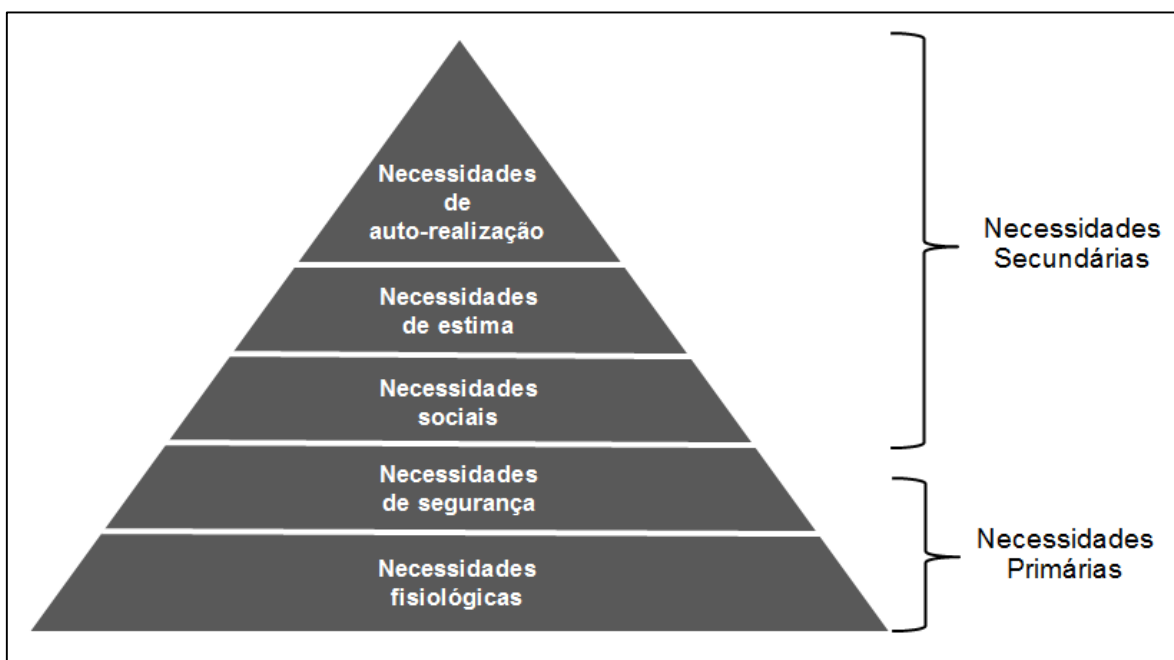 Necessidades
de
auto-realização
Necessidades
de estima
Necessidades
sociais
Necessidades
de segurança
Necessidades
fisiológicas
Necessidades
Secundárias
Necessidades
Primárias